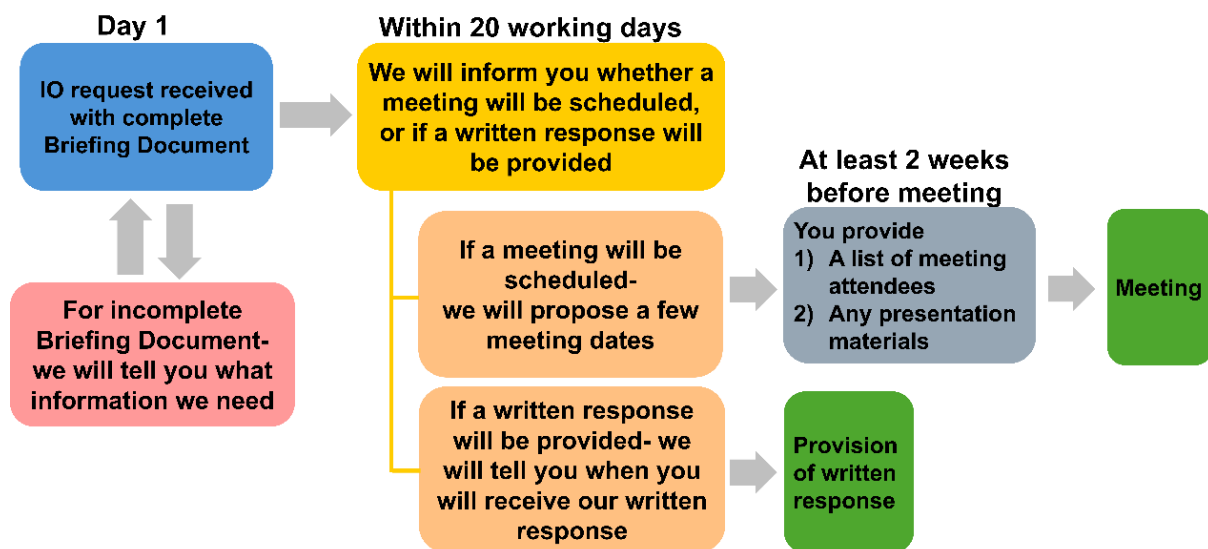 Day 1
IO request received
with complete
Briefing Document
For incomplete
Briefing Document-
we will tell you what
information we need
Within 20 working days
We will inform you whether a
meeting will be scheduled,
or if a written response will
be provided
If a meeting will be
scheduled-
we will propose a few
meeting dates
At least 2 weeks
before meeting
You provide
1) A list of meeting
attendees
2) Any presentation
materials
Meeting
If a written response
will be provided- we
will tell you when you
will receive our written
response
Provision
of written
response